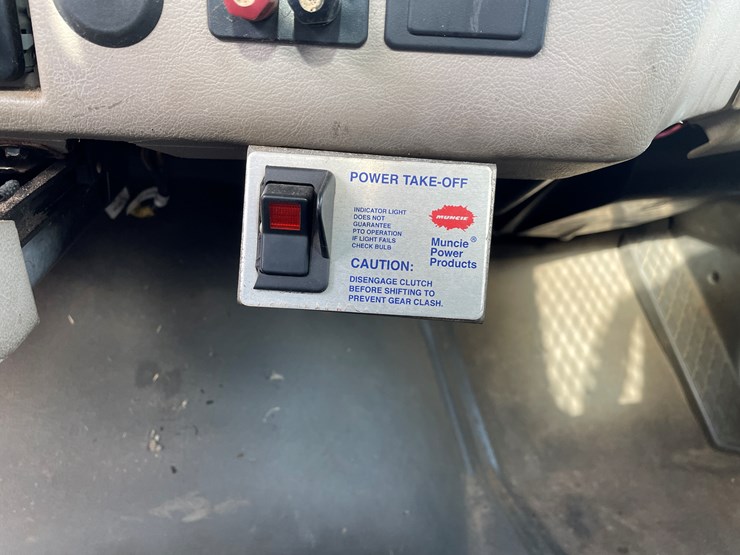 POWER TAKE-OFF
INDICATOR LIGHT
DOES NOT
GUARANTEE
PTO OPERATION
IF LIGHT FAILS
CHECK BULB
MUNCIE
Muncie®
Power
Products
CAUTION:
DISENGAGE CLUTCH
BEFORE SHIFTING TO
PREVENT GEAR CLASH.